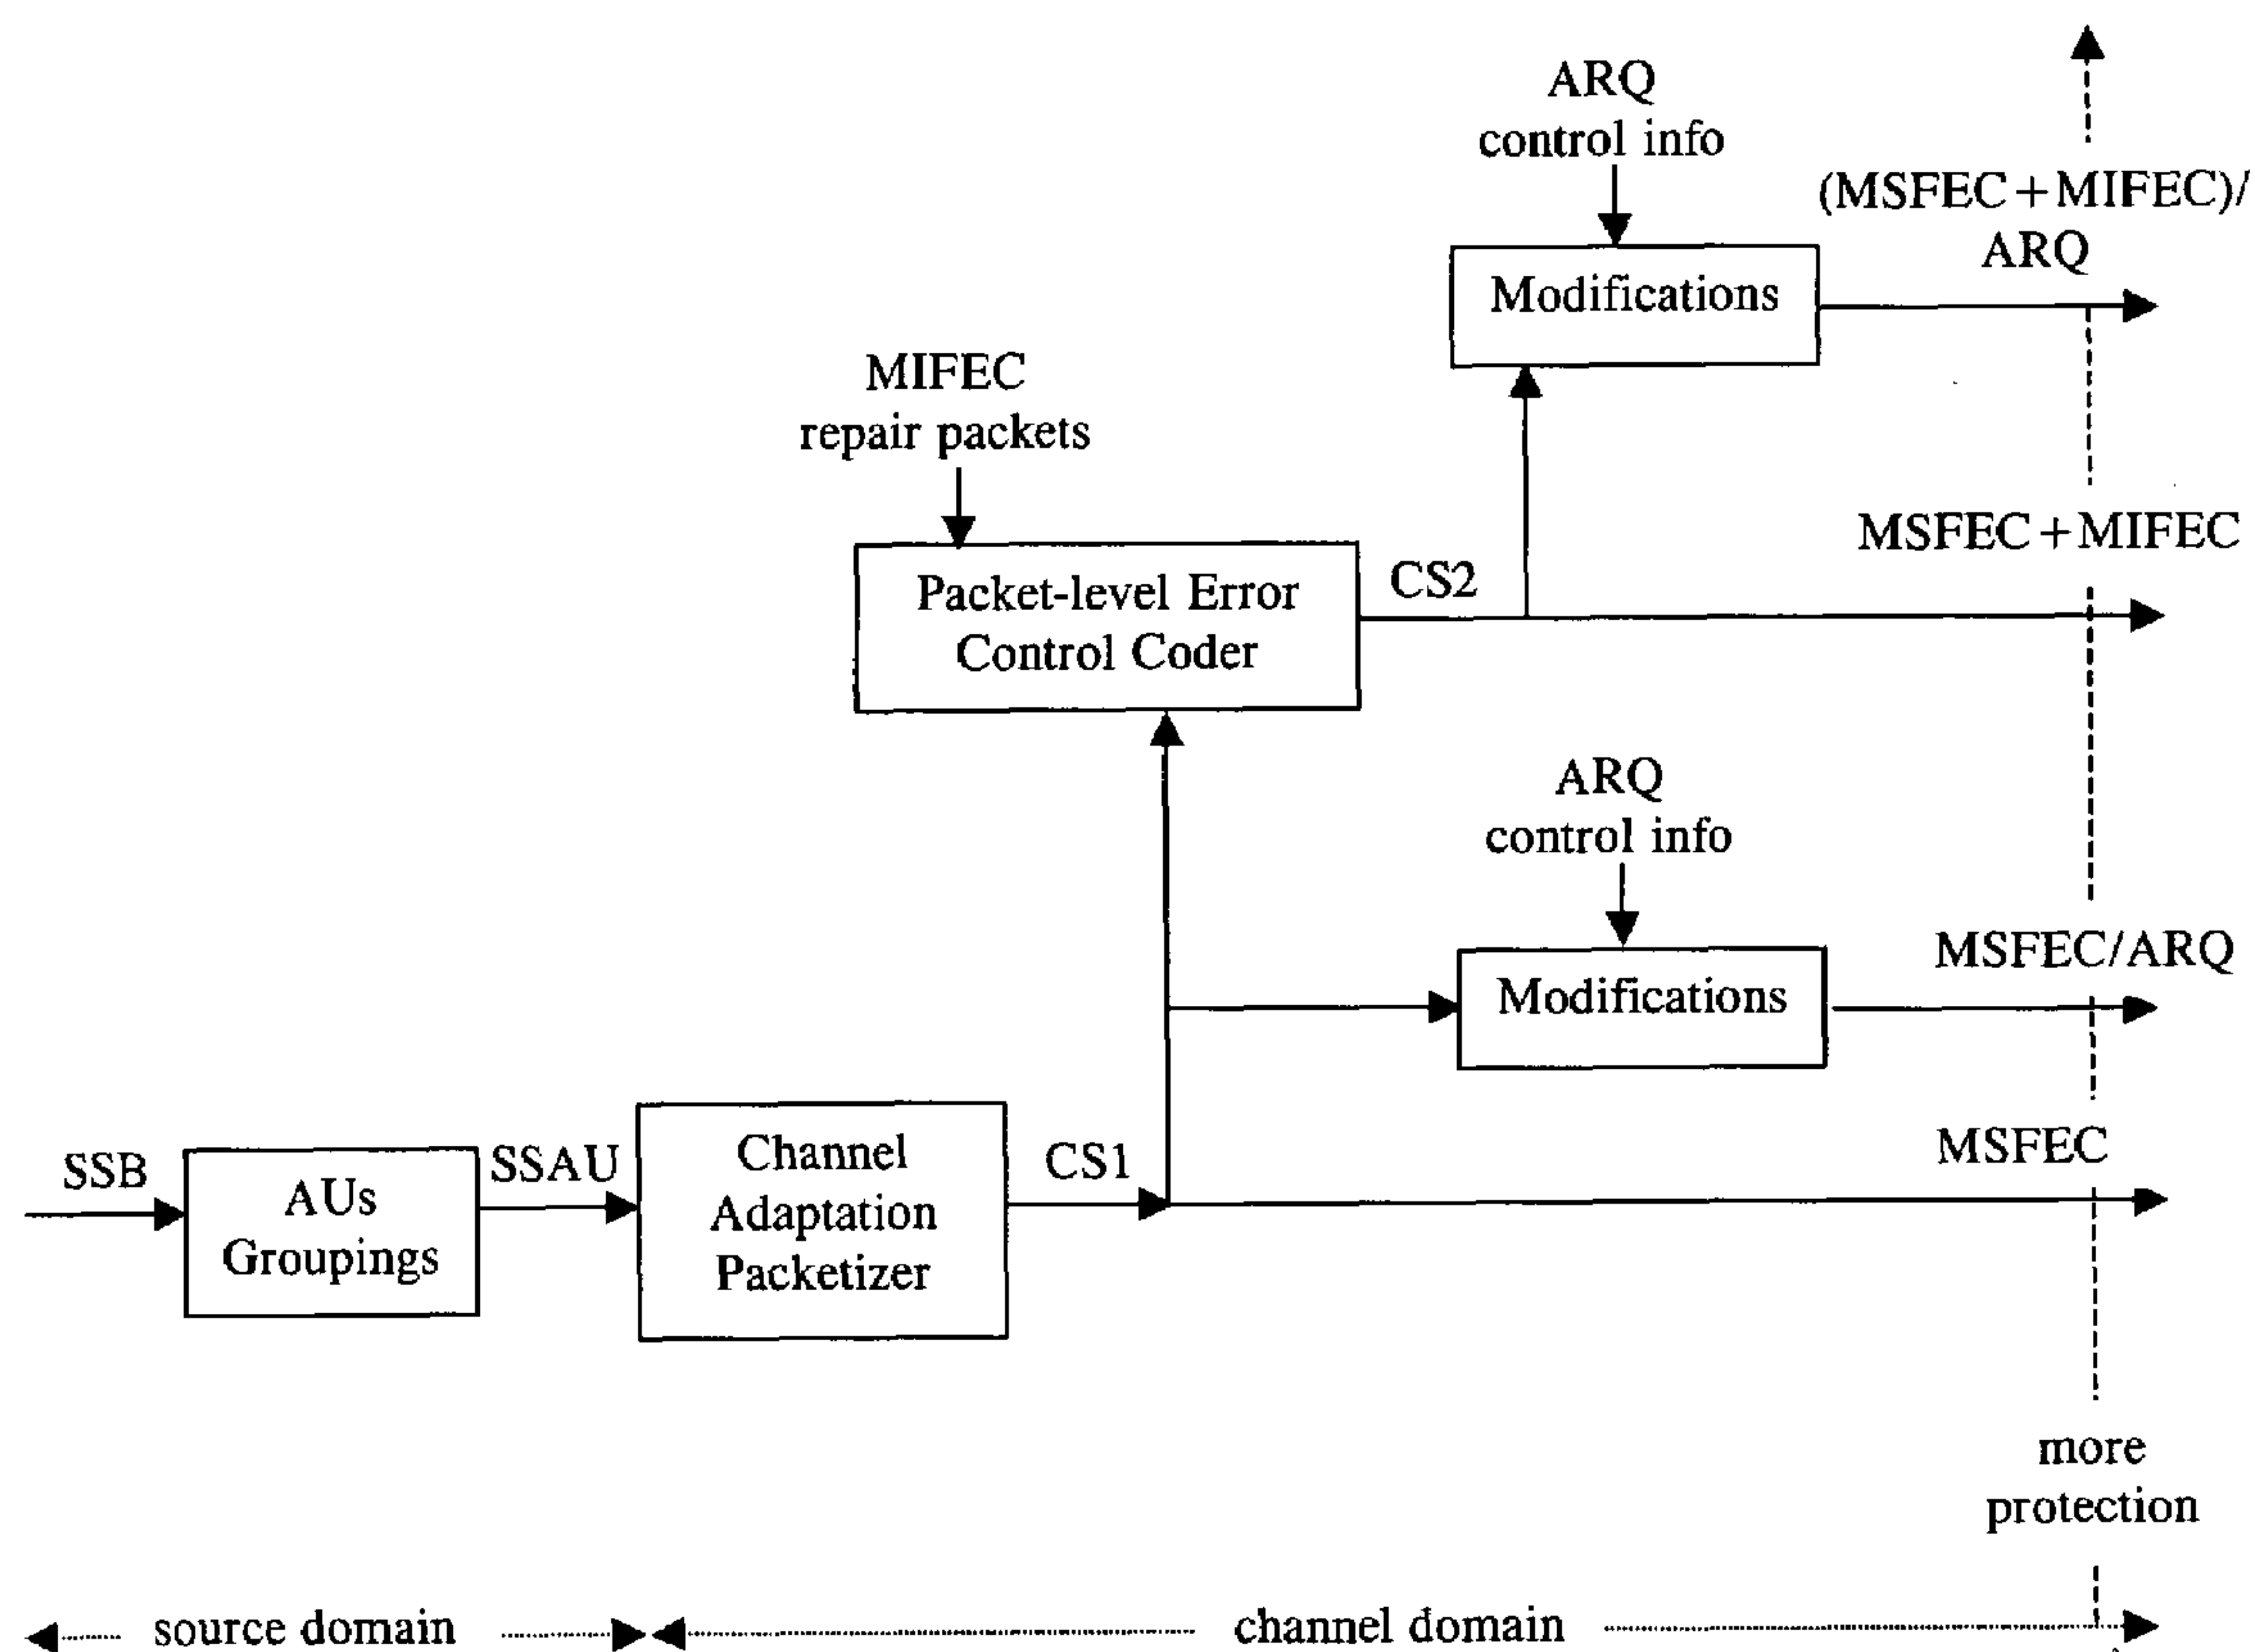 ARQ
control info
(MSFEC+MIFEC)/
ARQ
Modifications
MIFEC
repair packets
MSFEC+MIFEC
Packet-level Error
Control Coder
CS2
ARQ
control info
MSFEC/ARQ
Modifications
MSFEC
SSB
AUs
Groupings
SSAU
Channel
Adaptation
Packetizer
CS1
more
protection
source domain
channel domain